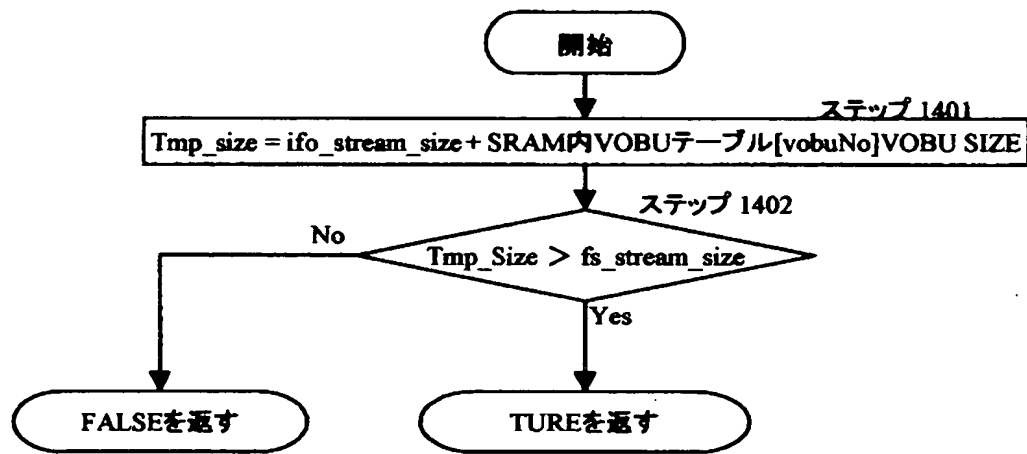 開始
ステップ 1401
Tmp_size = ifo_stream_size + SRAM内VOBUテーブル[vobuNo]VOBU SIZE
ステップ 1402
Tmp_Size > fs_stream_size
No
Yes
FALSEを返す
TUREを返す